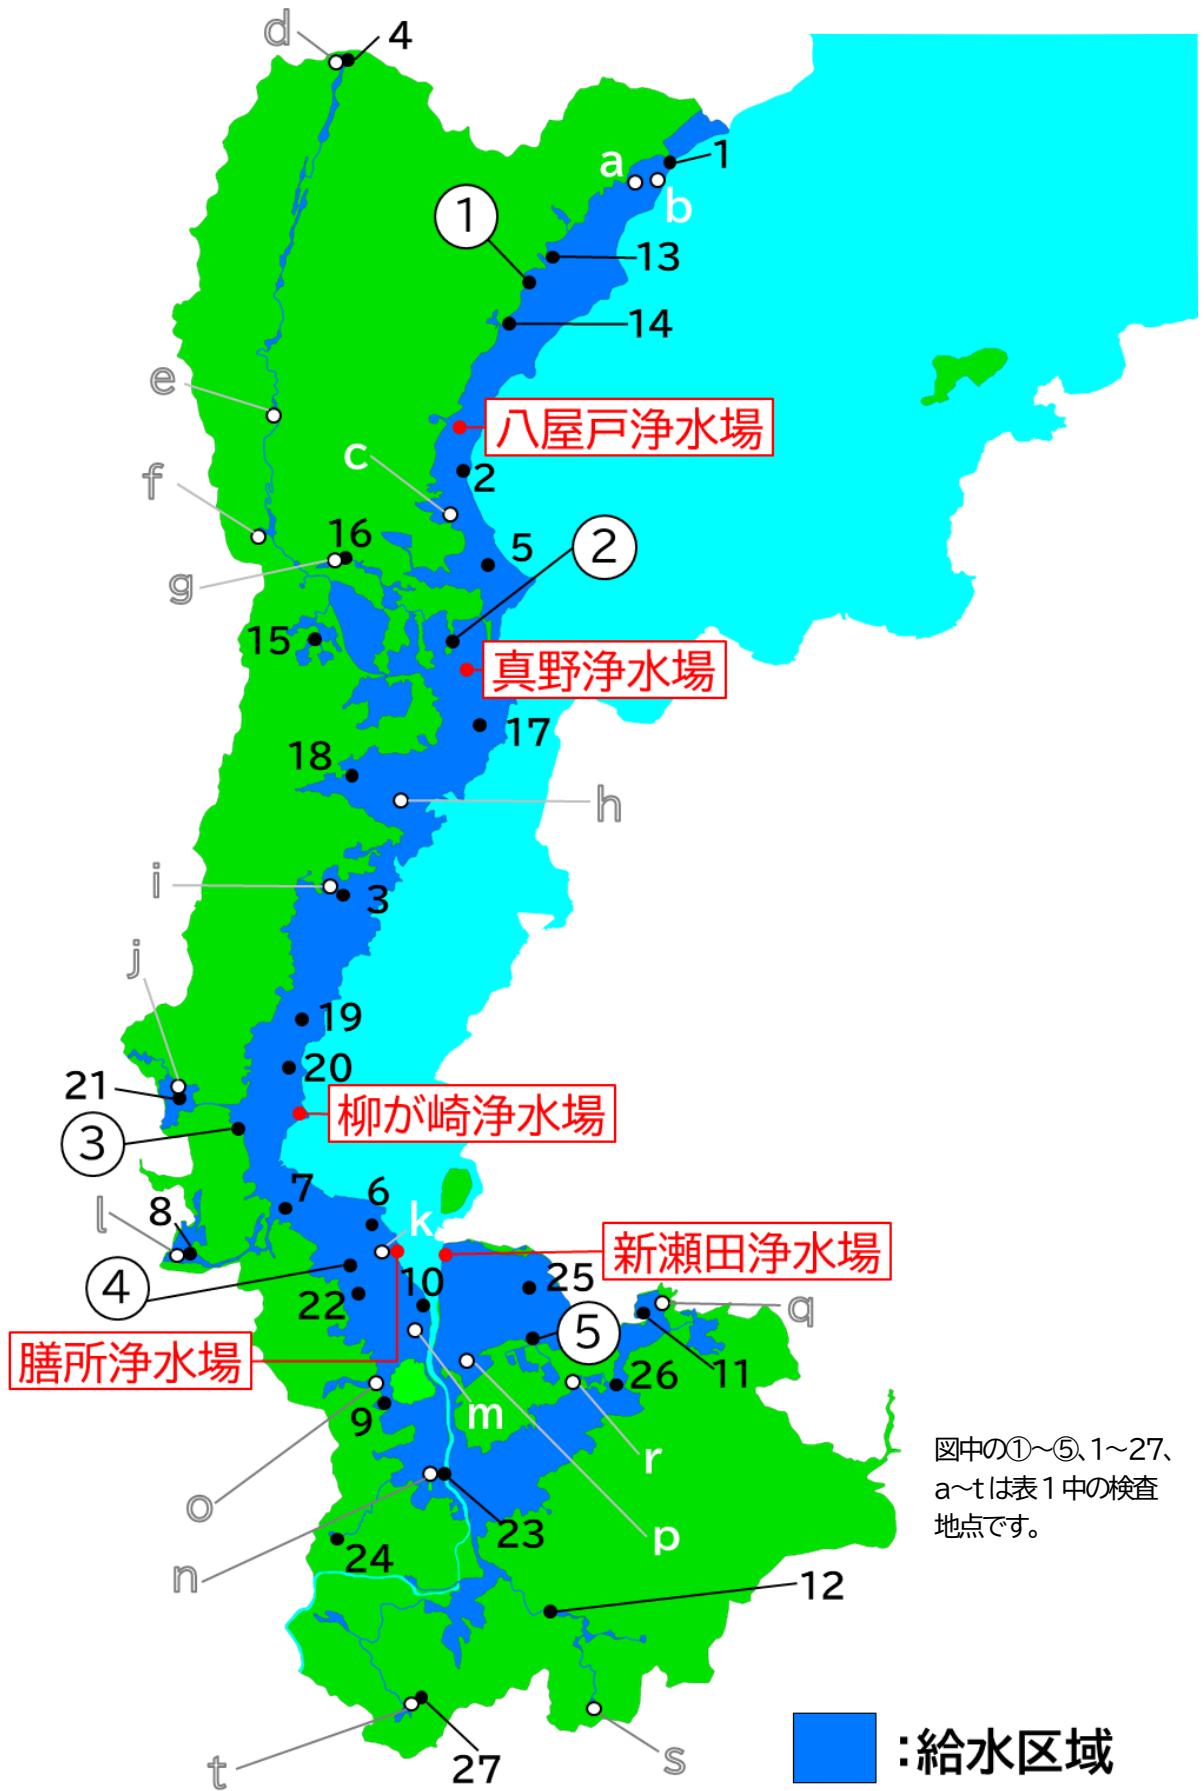 d
4
1
a
b
①
13
14
e
八屋戸浄水場
c
2
f
16
5
②
g
15
真野浄水場
17
18
h
i
3
j
19
20
21
柳が崎浄水場
③
7
6
8
l
k
新瀬田浄水場
④
10
25
22
⑤
q
膳所浄水場
26
11
9
m
r
図中の①～⑤、1～27、
a～tは表１中の検査
地点です。
o
23
p
24
n
12
t
27
s
：給水区域